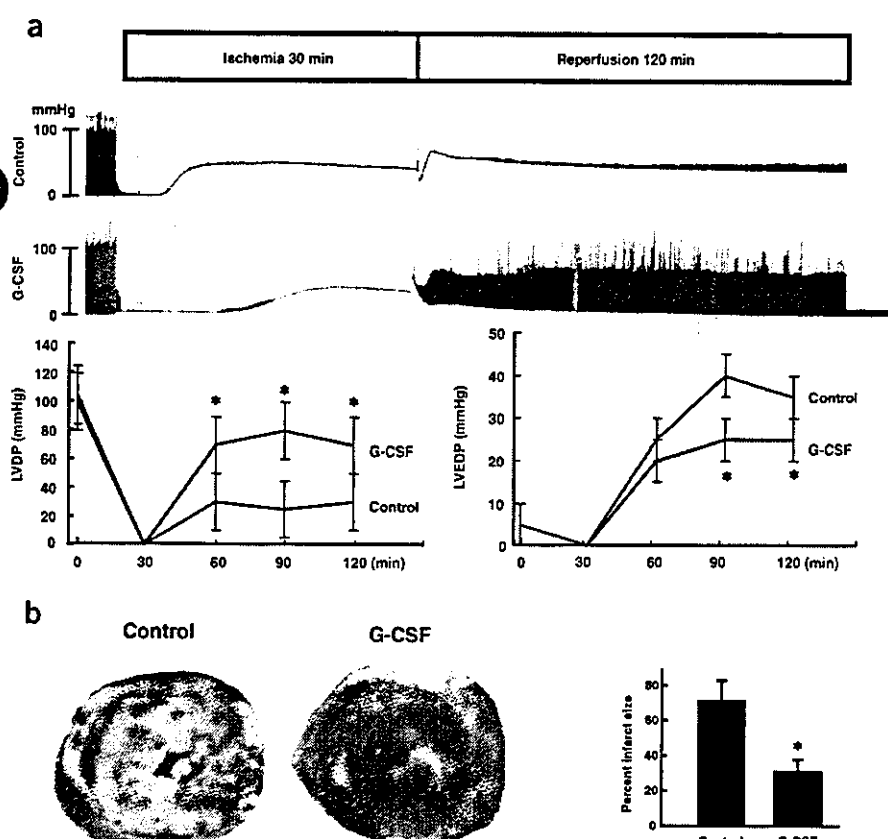 a
Ischemia 30 min Reperfusion 120 min
mmHg
100
0
Control
100
0
G-CSF
140
120
100
80
60
40
20
0
LVDP (mmHg)
* * *
G-CSF
Control
0 30 60 90 120 (min)
50
40
30
20
10
0
LVEDP (mmHg)
Control
G-CSF
* *
0 30 60 90 120 (min)
b
Control G-CSF
80
60
40
20
0
Percent infarct size
*